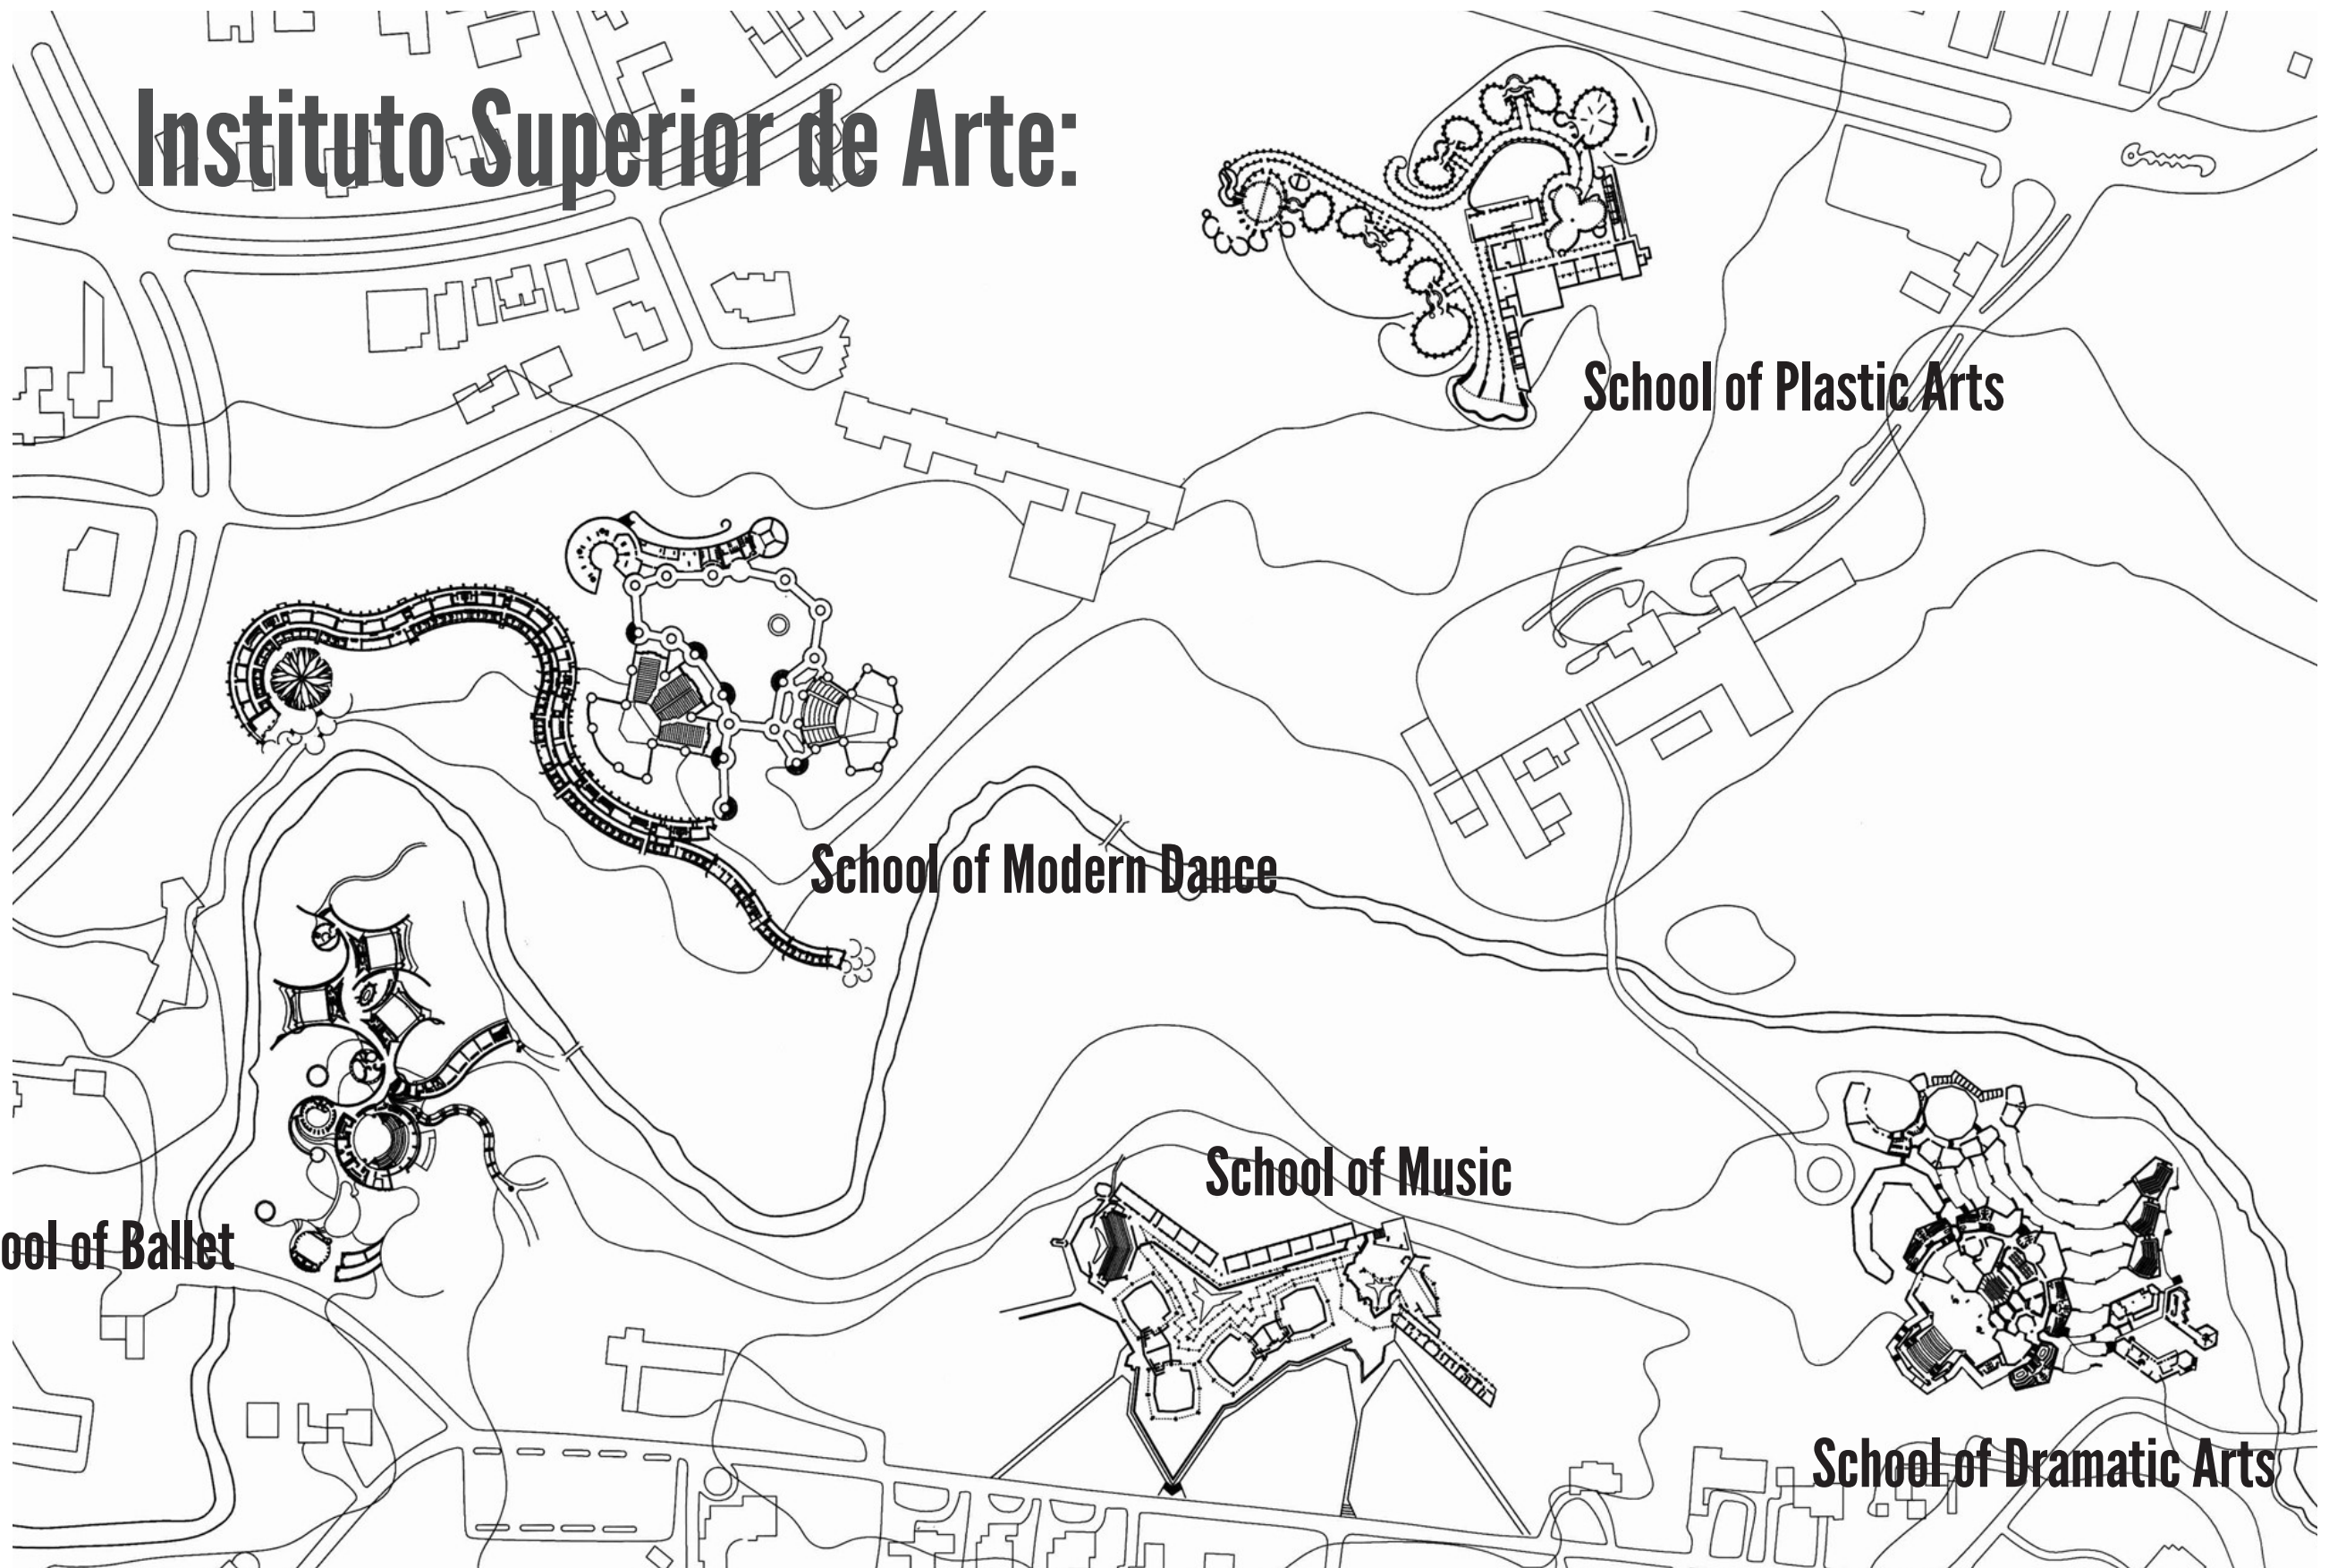 Instituto Superior de Arte:
School of Plastic Arts
School of Modern Dance
School of Music
ool of Ballet
School of Dramatic Arts